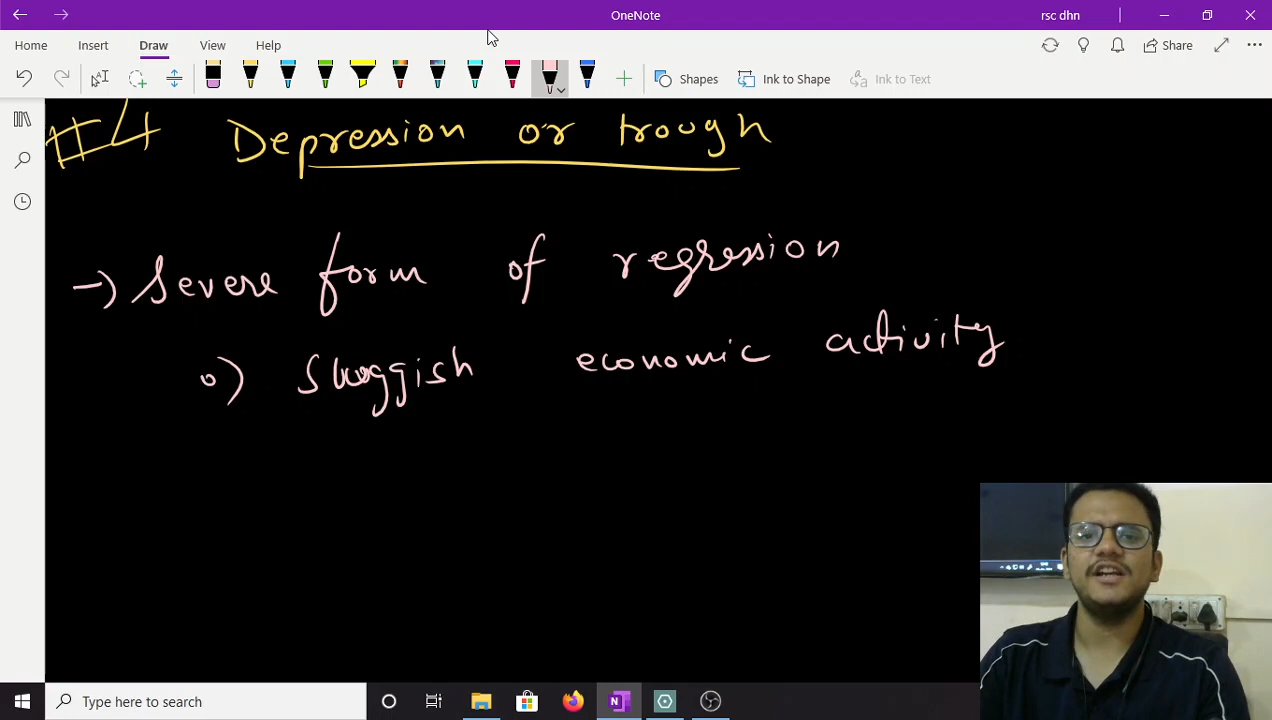 OneNote
rsc dhn
Home Insert Draw View Help
Share
Shapes Ink to Shape Ink to Text
#4 Depression or trough
→) Severe form of regression
o) Sluggish economic activity
Type here to search